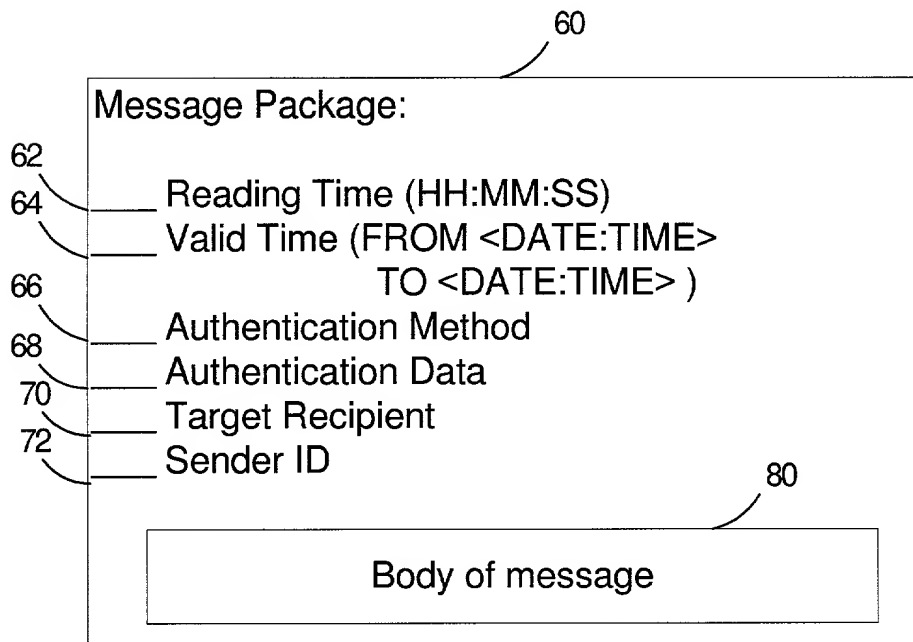 60
Message Package:
62
Reading Time (HH:MM:SS)
64
Valid Time (FROM <DATE:TIME>
TO <DATE:TIME> )
66
Authentication Method
68
Authentication Data
70
Target Recipient
72
Sender ID
80
Body of message